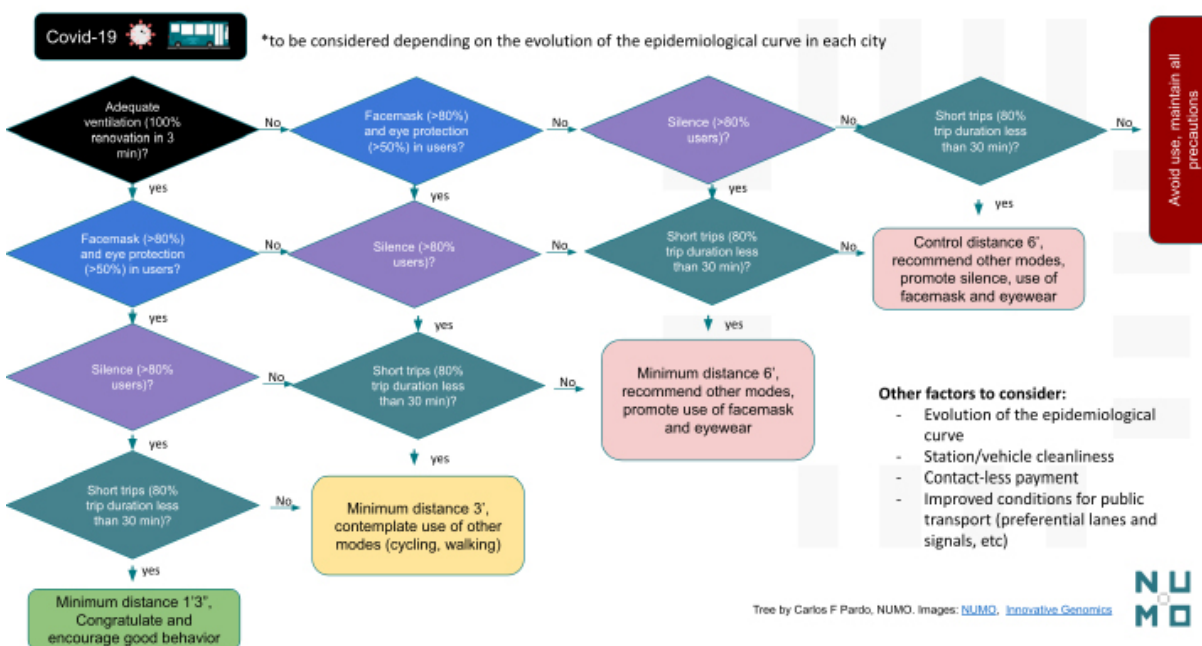 Covid-19
*to be considered depending on the evolution of the epidemiological curve in each city
Adequate
ventilation (100%
renovation in 3
min)?
No
Facemask (>80%)
and eye protection
(>50%) in users?
No
Silence (>80%
users)?
No
Short trips (80%
trip duration less
than 30 min)?
No
Avoid use, maintain all
precautions
yes
yes
yes
yes
Facemask (>80%)
and eye protection
(>50%) in users?
No
Silence (>80%
users)?
No
Short trips (80%
trip duration less
than 30 min)?
No
Control distance 6’,
recommend other modes,
promote silence, use of
facemask and eyewear
yes
yes
yes
Silence (>80%
users)?
No
Short trips (80%
trip duration less
than 30 min)?
No
Minimum distance 6’,
recommend other modes,
promote use of facemask
and eyewear
yes
yes
Short trips (80%
trip duration less
than 30 min)?
No
Minimum distance 3’,
contemplate use of other
modes (cycling, walking)
yes
Minimum distance 1’3”,
Congratulate and
encourage good behavior
Other factors to consider:
- Evolution of the epidemiological
curve
- Station/vehicle cleanliness
- Contact-less payment
- Improved conditions for public
transport (preferential lanes and
signals, etc)
Tree by Carlos F Pardo, NUMO. Images: NUMO, Innovative Genomics
NU
MO